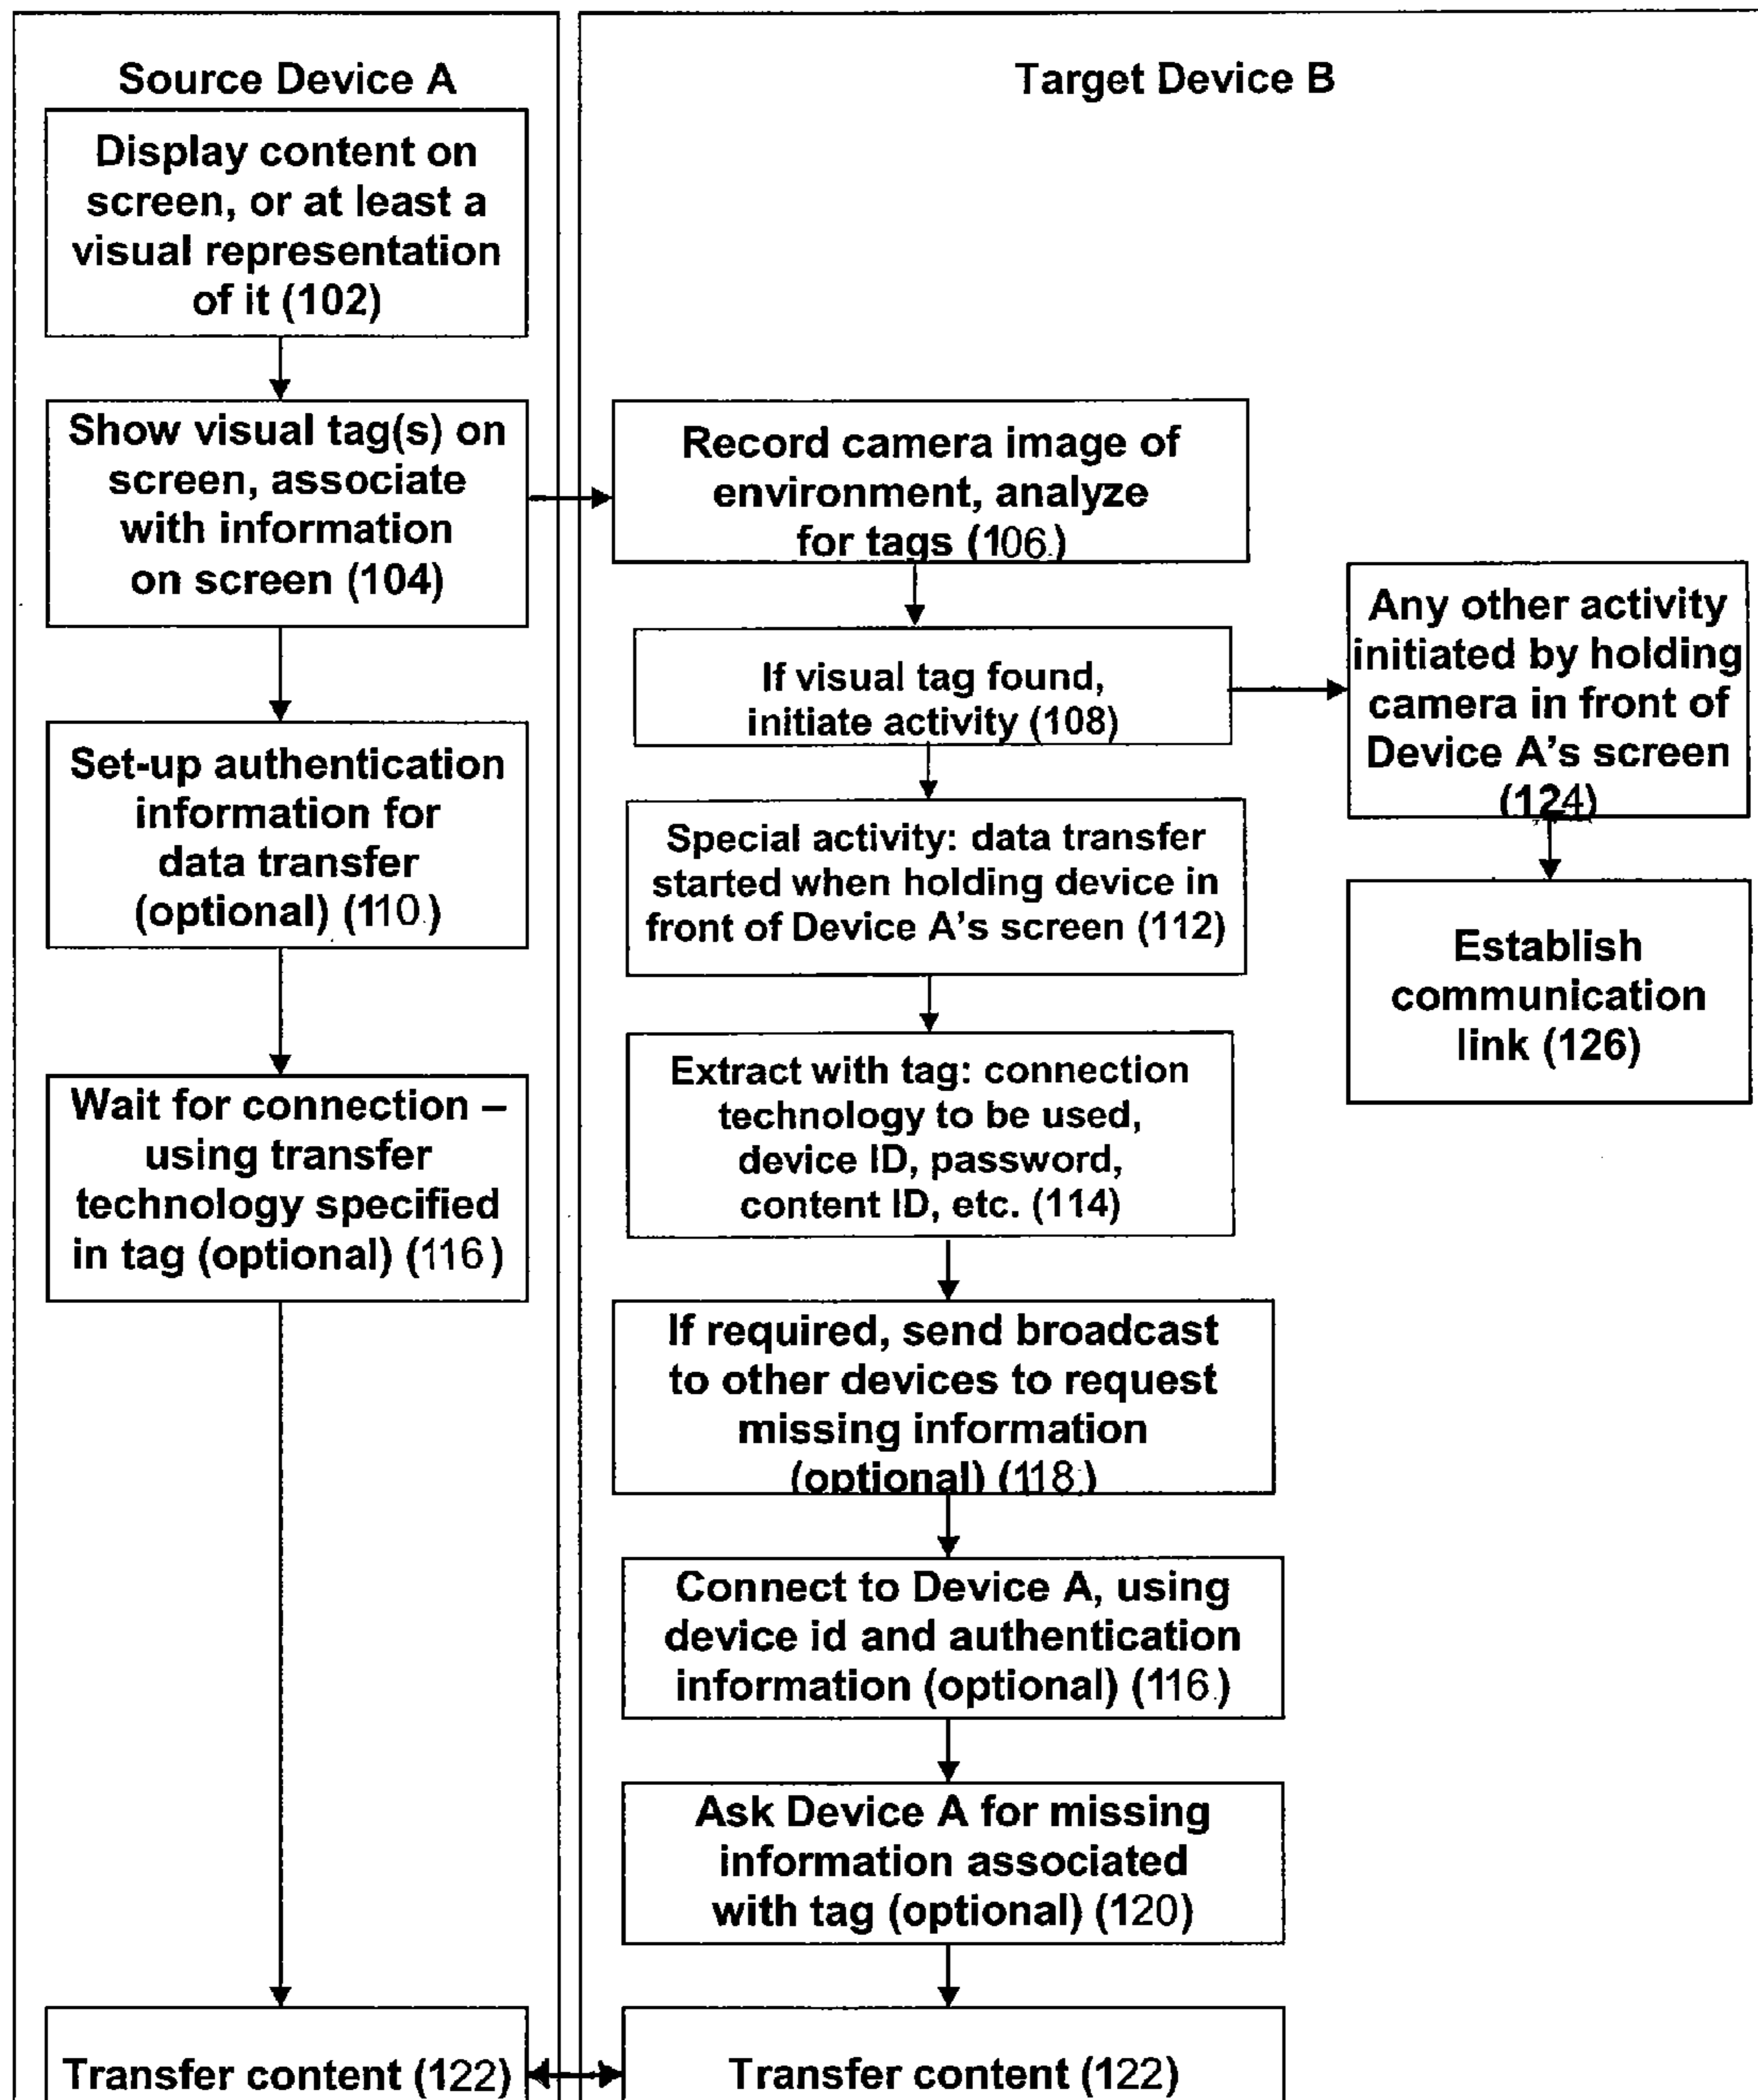 Source Device A
Display content on
screen, or at least a
visual representation
of it (102)
Show visual tag(s) on
screen, associate
with information
on screen (104)
Set-up authentication
information for
data transfer
(optional) (110.)
Wait for connection –
using transfer
technology specified
in tag (optional) (116)
Transfer content (122)
Target Device B
Record camera image of
environment, analyze
for tags (106.)
If visual tag found,
initiate activity (108)
Special activity: data transfer
started when holding device in
front of Device A's screen (112)
Extract with tag: connection
technology to be used,
device ID, password,
content ID, etc. (114)
If required, send broadcast
to other devices to request
missing information
(optional) (118.)
Connect to Device A, using
device id and authentication
information (optional) (116.)
Ask Device A for missing
information associated
with tag (optional) (120)
Transfer content (122)
Any other activity
initiated by holding
camera in front of
Device A's screen
(124)
Establish
communication
link (126)